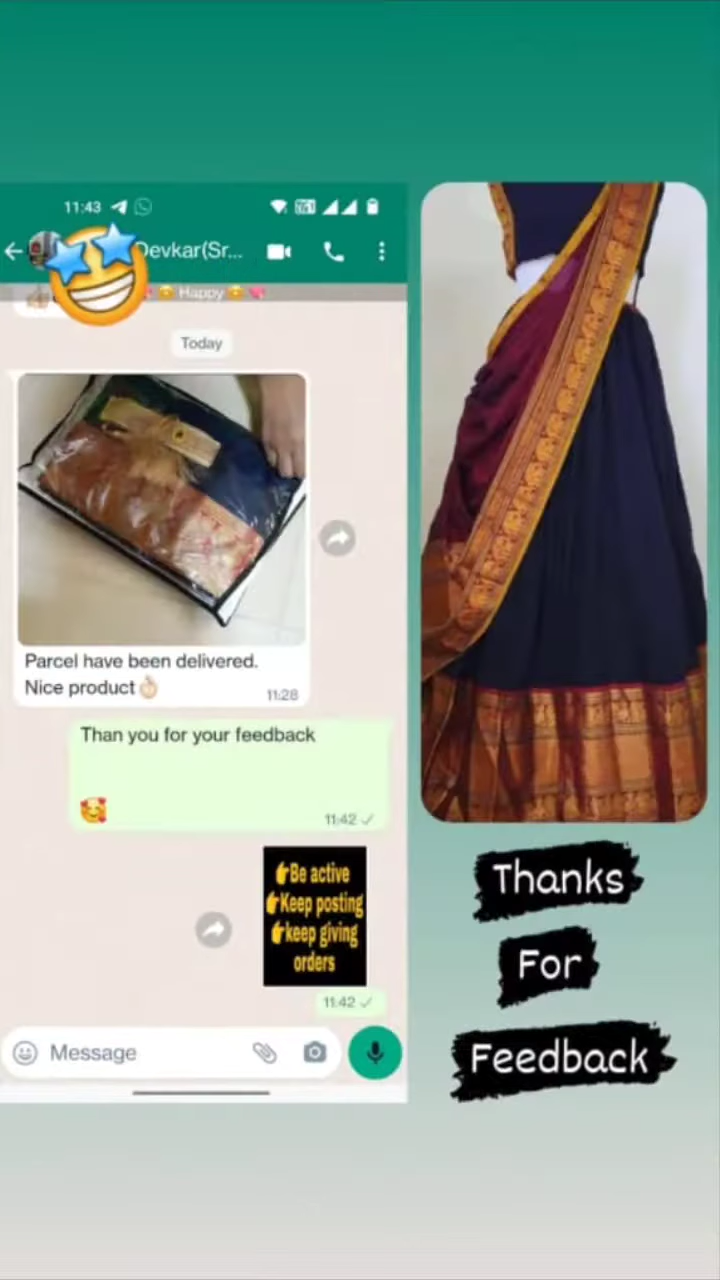 11:43
Devkar(Sr...
Happy
Today
Parcel have been delivered.
Nice product👌🏻
11:28
Than you for your feedback
🥰
11:42
👉Be active
👉Keep posting
👉keep giving
orders
11:42
Message
Thanks
For
Feedback